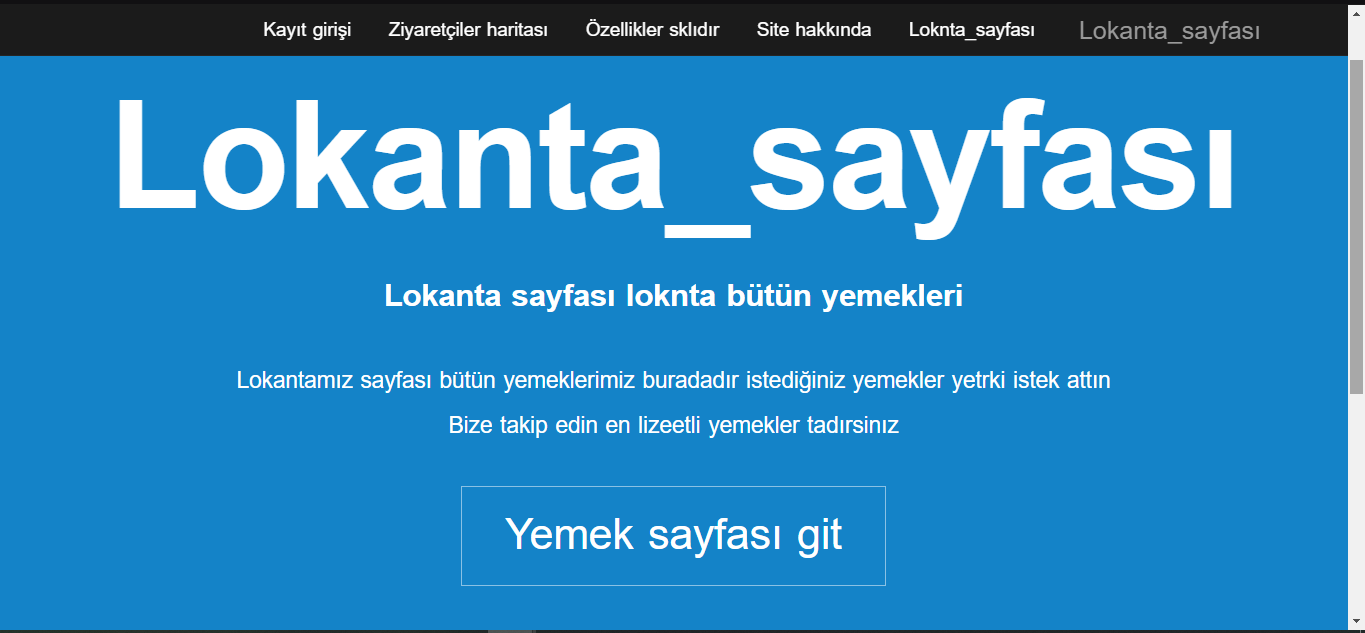 Kayıt girişi Ziyaretçiler haritası Özellikler sklıdır Site hakkında Loknta_sayfası Lokanta_sayfası
Lokanta_sayfası
Lokanta sayfası loknta bütün yemekleri
Lokantamız sayfası bütün yemeklerimiz buradadır istediğiniz yemekler yetrki istek attın
Bize takip edin en lizeetli yemekler tadırsiniz
Yemek sayfası git